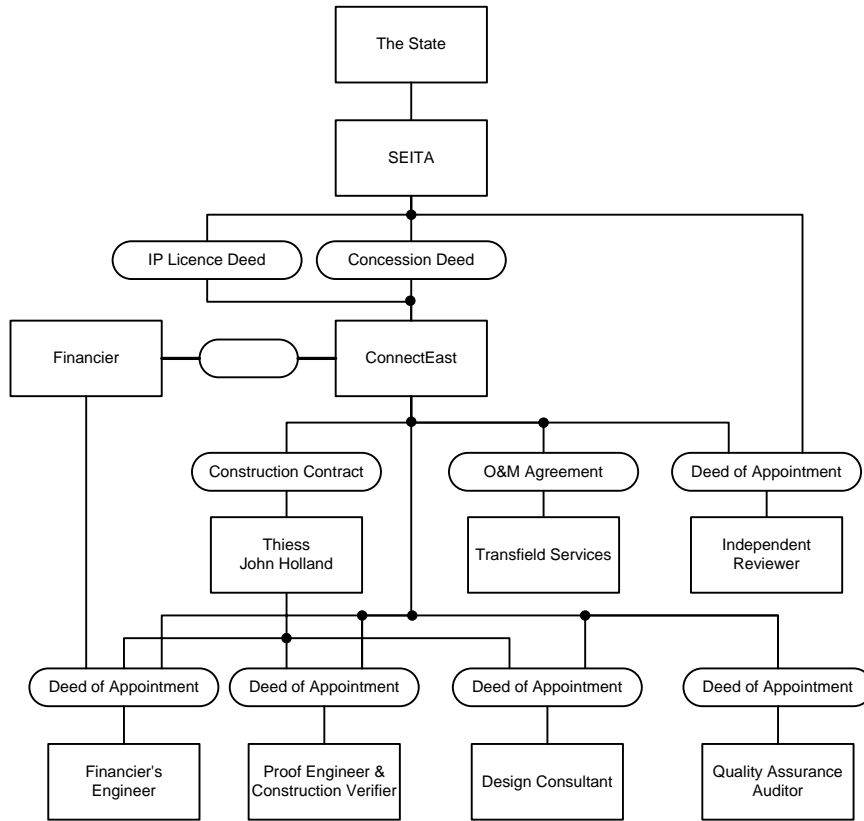 The State
SEITA
IP Licence Deed
Concession Deed
Financier
ConnectEast
Construction Contract
O&M Agreement
Deed of Appointment
Thiess
John Holland
Transfield Services
Independent
Reviewer
Deed of Appointment
Deed of Appointment
Deed of Appointment
Deed of Appointment
Financier's
Engineer
Proof Engineer &
Construction Verifier
Design Consultant
Quality Assurance
Auditor